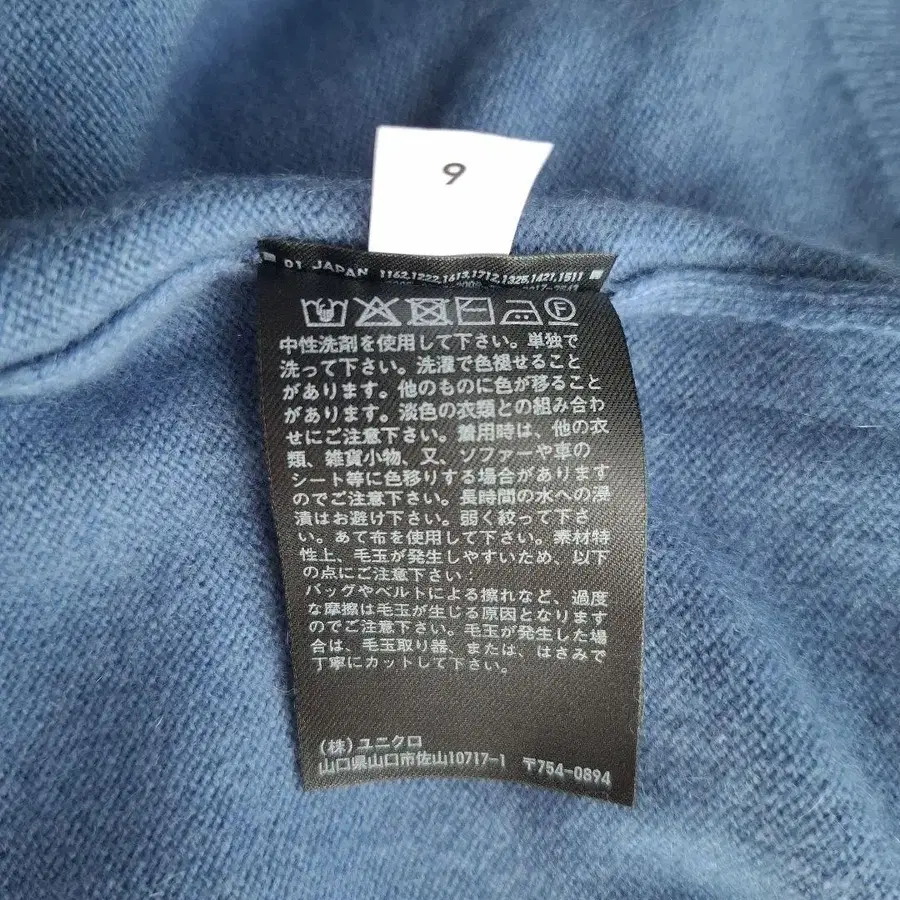 9
01 JAPAN 1162,1222,1613,1712,1325,1421,1511
中性洗剤を使用して下さい。単独で
洗って下さい。洗濯で色褪せること
があります。他のものに色が移ること
があります。淡色の衣類との組み合わ
せにご注意下さい。着用時は、他の衣
類、雑貨小物、又、ソファーや車の
シート等に色移りする場合があります
のでご注意下さい。長時間の水への浸
漬はお避け下さい。弱く絞って下さ
い。あて布を使用して下さい。素材特
性上、毛玉が発生しやすいため、以下
の点にご注意下さい：
バッグやベルトによる擦れなど、過度
な摩擦は毛玉が生じる原因となります
のでご注意下さい。毛玉が発生した場
合は、毛玉取り器、または、はさみで
丁寧にカットして下さい。
(株)ユニクロ
山口県山口市佐山10717-1 〒754-0894